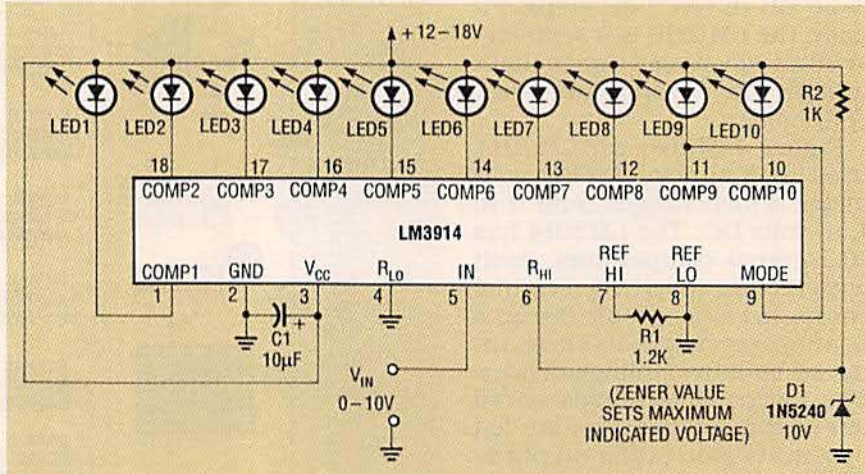 +12–18V
LED1
LED2
LED3
LED4
LED5
LED6
LED7
LED8
LED9
LED10
R2
1K
18
17
16
15
14
13
12
11
10
COMP2
COMP3
COMP4
COMP5
COMP6
COMP7
COMP8
COMP9
COMP10
LM3914
COMP1
GND
VCC
RLO
IN
RHI
REF
HI
REF
LO
MODE
1
2
3
4
5
6
7
8
9
C1
10µF
+
R1
1.2K
VIN
0–10V
(ZENER VALUE
SETS MAXIMUM
INDICATED VOLTAGE)
D1
1N5240
10V